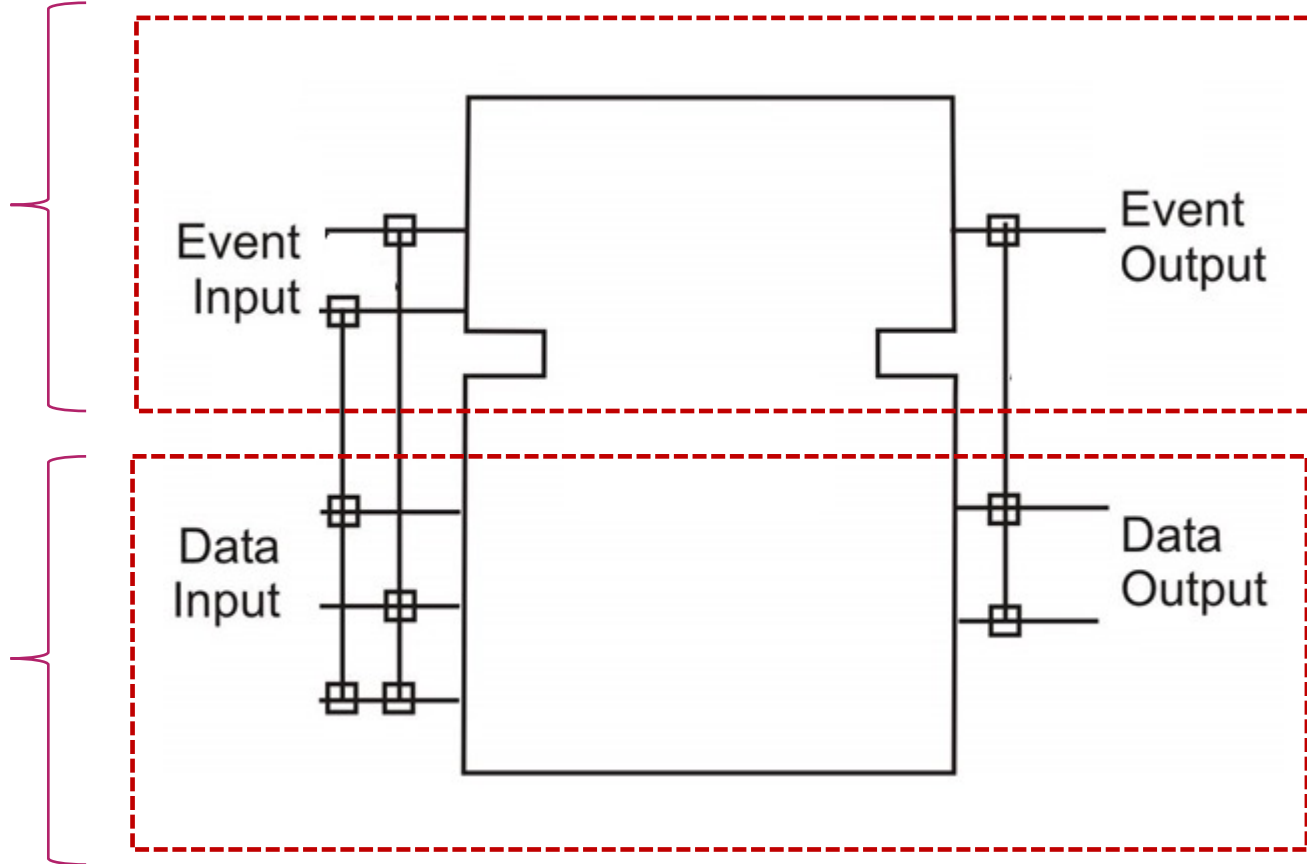 Event
Input
Event
Output
Data
Input
Data
Output